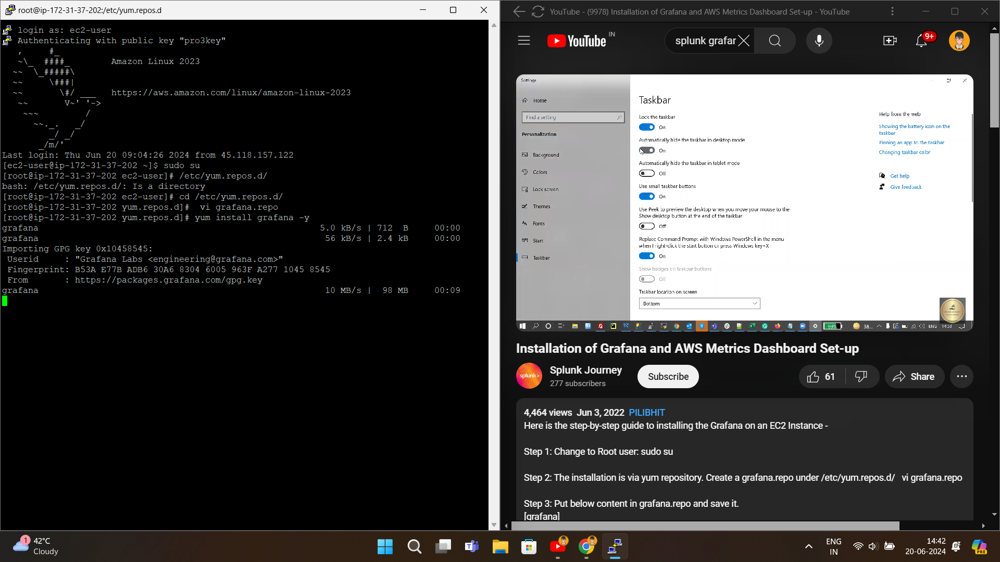 root@ip-172-31-37-202:/etc/yum.repos.d
login as: ec2-user
Authenticating with public key "pro3key"
   ,     #_
   ~\_  ####_        Amazon Linux 2023
  ~~  \_#####\
  ~~     \###|
  ~~       \#/ ___   https://aws.amazon.com/linux/amazon-linux-2023
   ~~       V~' '->
    ~~~         /
      ~~._.   _/
         _/ _/
       _/m/'
Last login: Thu Jun 20 09:04:26 2024 from 45.118.157.122
[ec2-user@ip-172-31-37-202 ~]$ sudo su
[root@ip-172-31-37-202 ec2-user]# /etc/yum.repos.d/
bash: /etc/yum.repos.d/: Is a directory
[root@ip-172-31-37-202 ec2-user]# cd /etc/yum.repos.d/
[root@ip-172-31-37-202 yum.repos.d]#  vi grafana.repo
[root@ip-172-31-37-202 yum.repos.d]# yum install grafana -y
grafana 5.0 kB/s | 712  B     00:00
grafana 56 kB/s | 2.4 kB     00:00
Importing GPG key 0x10458545:
 Userid     : "Grafana Labs <engineering@grafana.com>"
 Fingerprint: B53A E77B ADB6 30A6 8304 6005 963F A277 1045 8545
 From       : https://packages.grafana.com/gpg.key
grafana 10 MB/s |  98 MB     00:09
YouTube - (9978) Installation of Grafana and AWS Metrics Dashboard Set-up - YouTube
YouTube IN
splunk grafar
9+
Settings
Home
Find a setting
Personalization
Background
Colors
Lock screen
Themes
Fonts
Start
Taskbar
Taskbar
Lock the taskbar
On
Automatically hide the taskbar in desktop mode
On
Automatically hide the taskbar in tablet mode
Off
Use small taskbar buttons
On
Use Peek to preview the desktop when you move your mouse to the
Show desktop button at the end of the taskbar
Off
Replace Command Prompt with Windows PowerShell in the menu
when I right-click the start button or press Windows key+X
On
Show badges on taskbar buttons
Off
Taskbar location on screen
Bottom
Help from the web
Showing the battery icon on the
taskbar
Pinning an app to the taskbar
Changing taskbar color
Get help
Give feedback
69%
38...
ENG
14:53
Installation of Grafana and AWS Metrics Dashboard Set-up
splunk>
Splunk Journey
277 subscribers
Subscribe
61
Share
4,464 views  Jun 3, 2022  PILIBHIT
Here is the step-by-step guide to installing the Grafana on an EC2 Instance -
Step 1: Change to Root user: sudo su
Step 2: The installation is via yum repository. Create a grafana.repo under /etc/yum.repos.d/   vi grafana.repo
Step 3: Put below content in grafana.repo and save it.
[grafana]
1
42°C
Cloudy
ENG
IN
14:42
20-06-2024
PRE